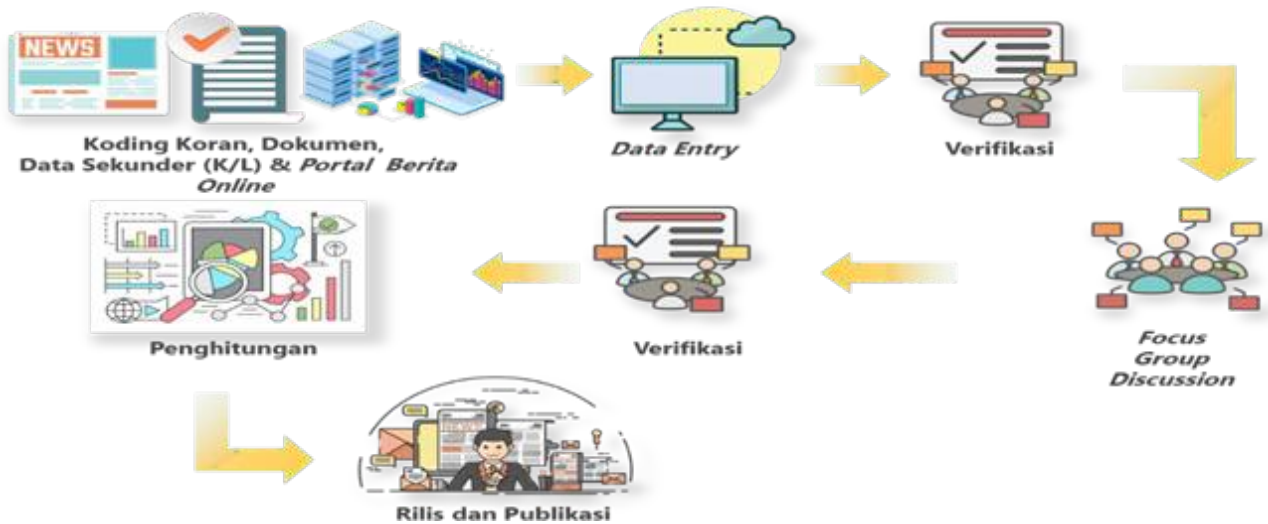 NEWS
Koding Koran, Dokumen,
Data Sekunder (K/L) & Portal Berita
Online
Data Entry
Verifikasi
Focus
Group
Discussion
Verifikasi
Penghitungan
NEWS
Rilis dan Publikasi